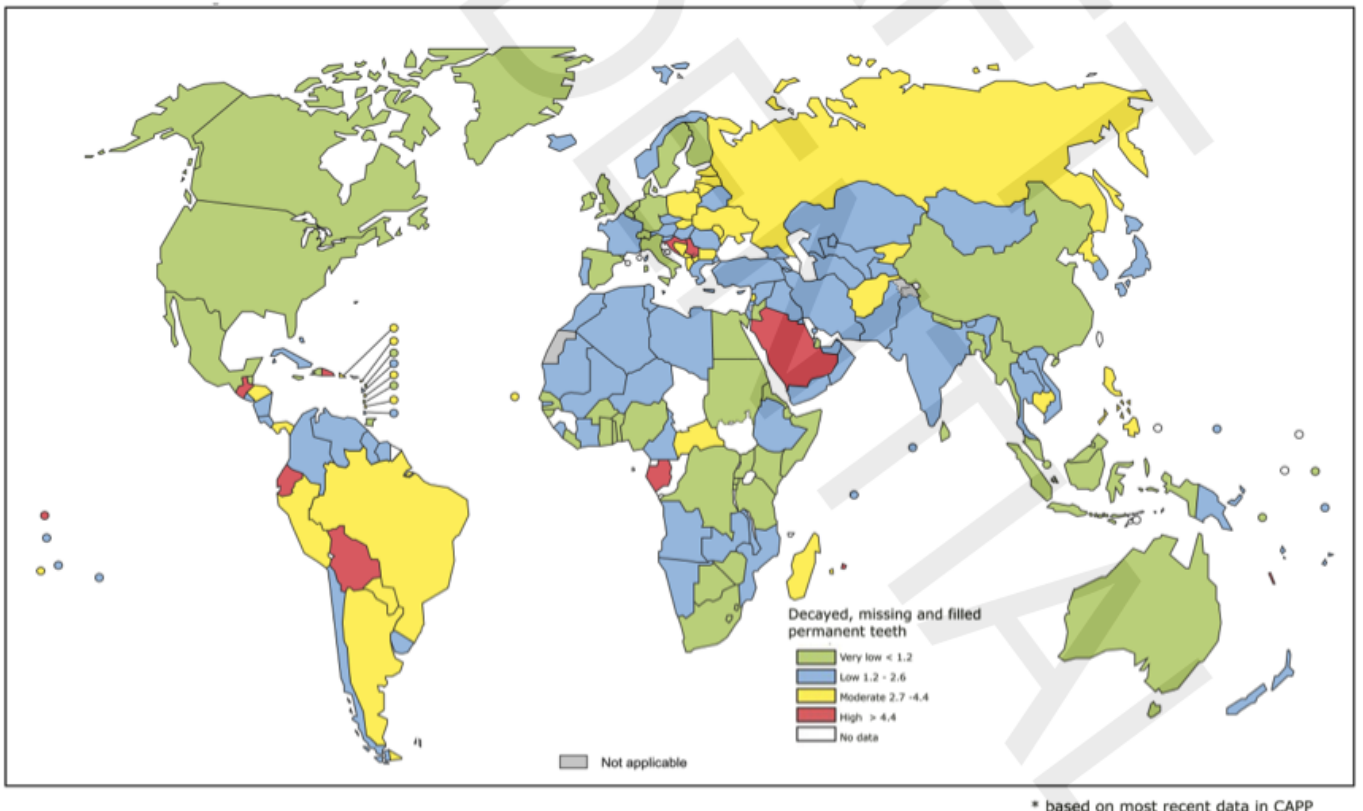 Decayed, missing and filled
permanent teeth
Very low < 1.2
Low 1.2 - 2.6
Moderate 2.7 -4.4
High > 4.4
No data
Not applicable
* based on most recent data in CAPP